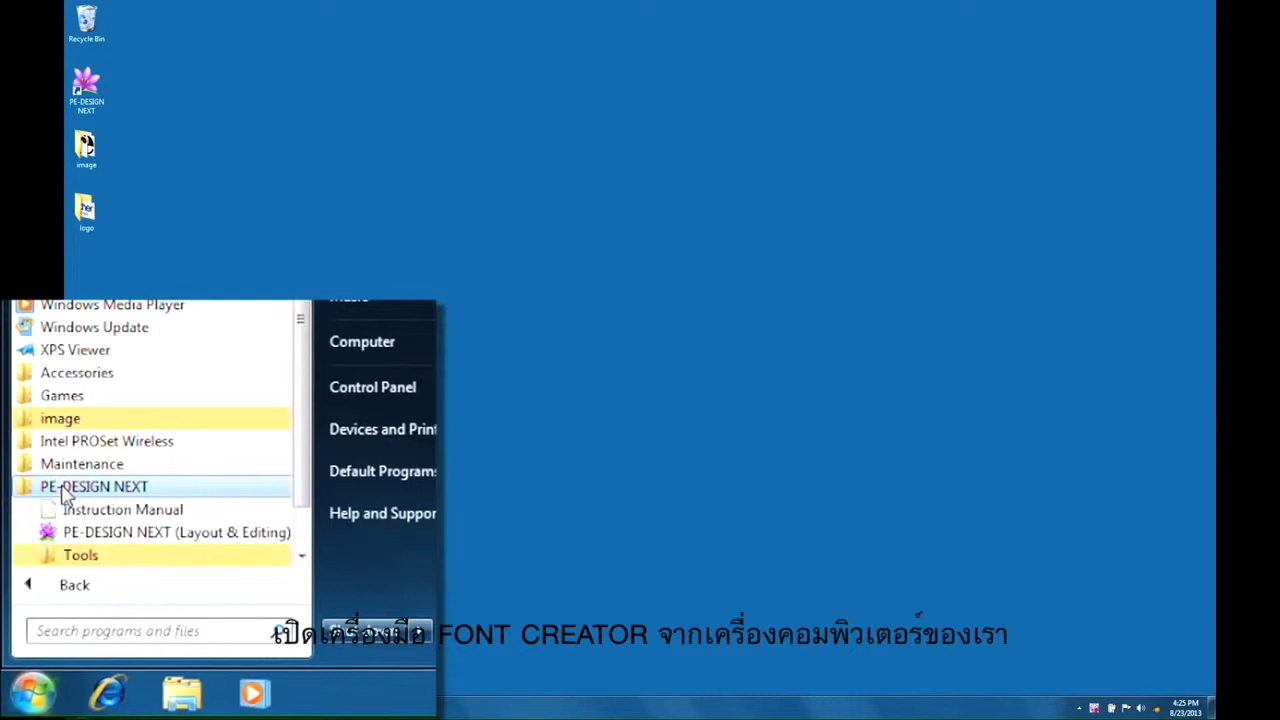 Recycle Bin
PE-DESIGN
NEXT
image
logo
Windows Media Player
Windows Update
XPS Viewer
Accessories
Games
image
Intel PROSet Wireless
Maintenance
PE-DESIGN NEXT
Instruction Manual
PE-DESIGN NEXT (Layout & Editing)
Tools
Back
Search programs and files
Music
Computer
Control Panel
Devices and Print
Default Programs
Help and Suppor
Shut down
เปิดเครื่องมือ FONT CREATOR จากเครื่องคอมพิวเตอร์ของเรา
4:25 PM
8/23/2013